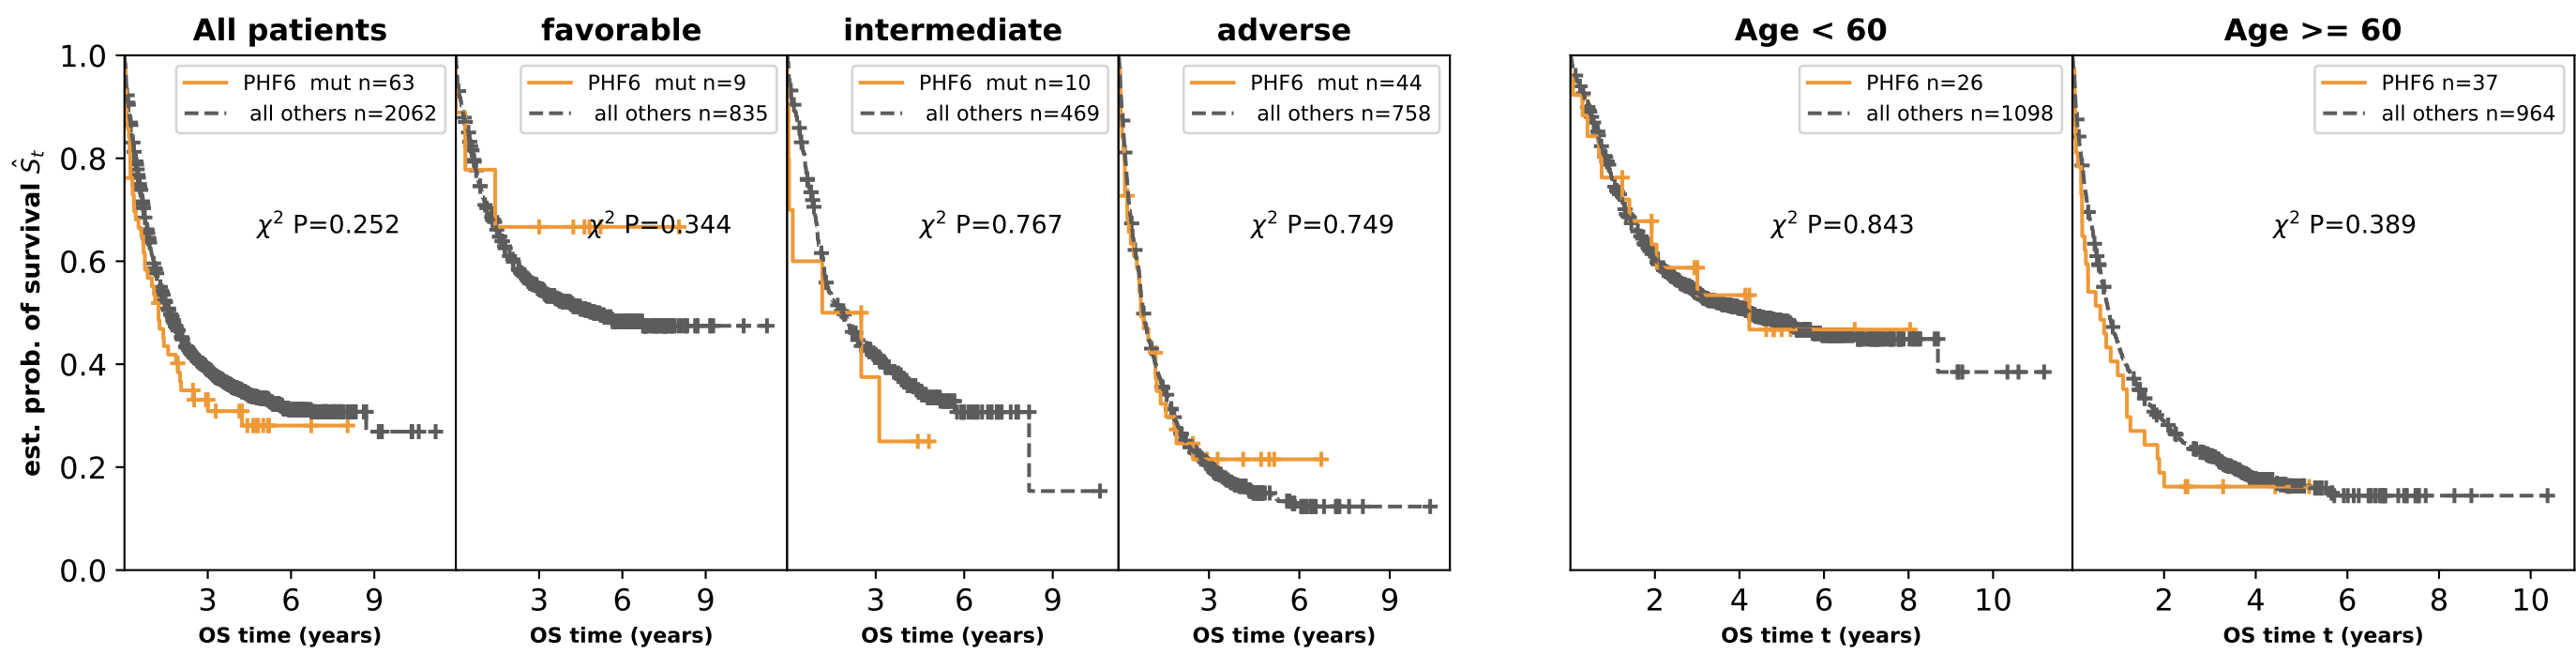 All patients
favorable
intermediate
adverse
Age < 60
Age >= 60
est. prob. of survival Ŝt
1.0
0.8
0.6
0.4
0.2
0.0
PHF6 mut n=63
all others n=2062
χ² P=0.252
3 6 9
OS time (years)
PHF6 mut n=9
all others n=835
χ² P=0.344
3 6 9
OS time (years)
PHF6 mut n=10
all others n=469
χ² P=0.767
3 6 9
OS time (years)
PHF6 mut n=44
all others n=758
χ² P=0.749
3 6 9
OS time (years)
PHF6 n=26
all others n=1098
χ² P=0.843
2 4 6 8 10
OS time t (years)
PHF6 n=37
all others n=964
χ² P=0.389
2 4 6 8 10
OS time t (years)